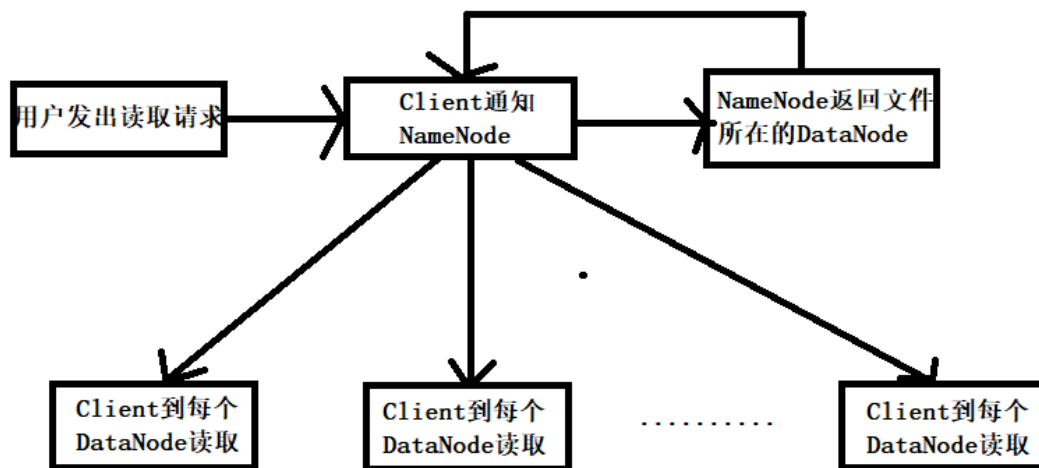 用户发出读取请求
Client通知
NameNode
NameNode返回文件
所在的DataNode
Client到每个
DataNode读取
Client到每个
DataNode读取
..........
Client到每个
DataNode读取